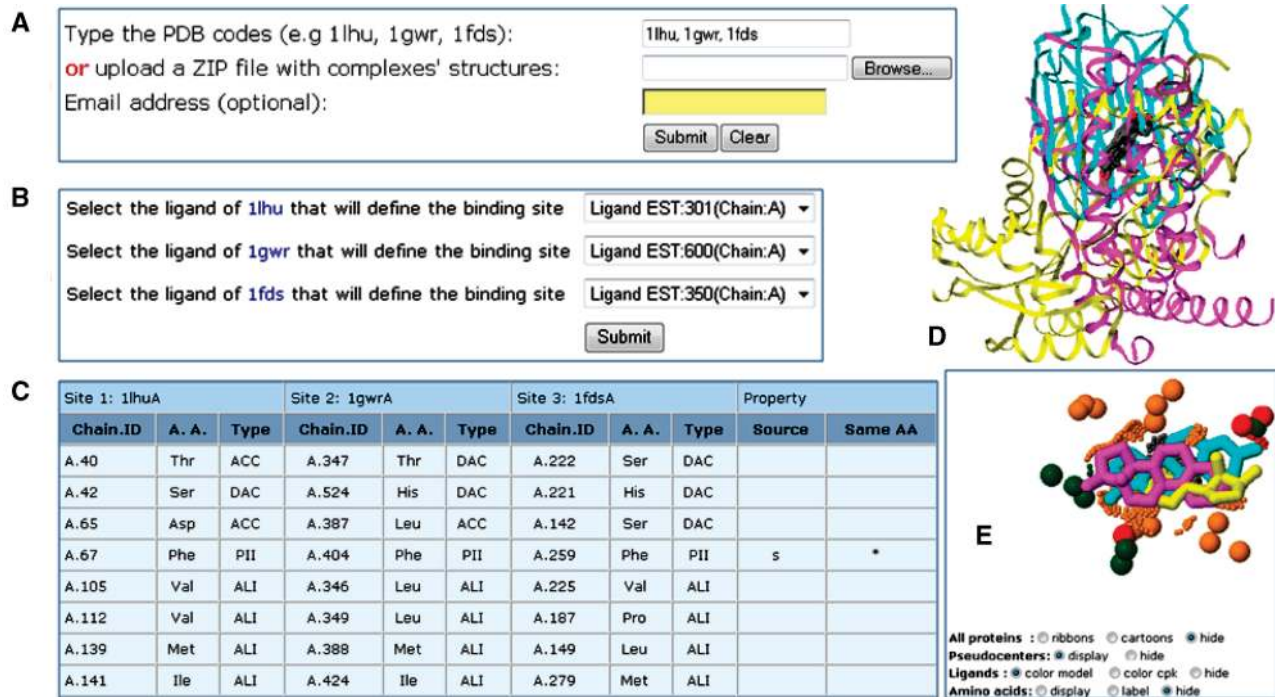 A
Type the PDB codes (e.g 1lhu, 1gwr, 1fds): 1lhu, 1gwr, 1fds
or upload a ZIP file with complexes' structures: Browse...
Email address (optional):
Submit Clear
B
Select the ligand of 1lhu that will define the binding site Ligand EST:301(Chain:A)
Select the ligand of 1gwr that will define the binding site Ligand EST:600(Chain:A)
Select the ligand of 1fds that will define the binding site Ligand EST:350(Chain:A)
Submit
D
C
Site 1: 1lhuA Site 2: 1gwrA Site 3: 1fdsA Property
Chain.ID A. A. Type Chain.ID A. A. Type Chain.ID A. A. Type Source Same AA
A.40 Thr ACC A.347 Thr DAC A.222 Ser DAC
A.42 Ser DAC A.524 His DAC A.221 His DAC
A.65 Asp ACC A.387 Leu ACC A.142 Ser DAC
A.67 Phe PII A.404 Phe PII A.259 Phe PII s *
A.105 Val ALI A.346 Leu ALI A.225 Val ALI
A.112 Val ALI A.349 Leu ALI A.187 Pro ALI
A.139 Met ALI A.388 Met ALI A.149 Leu ALI
A.141 Ile ALI A.424 Ile ALI A.279 Met ALI
E
All proteins : ribbons cartoons hide
Pseudocenters: display hide
Ligands : color model color cpk hide
Amino acids: display label hide